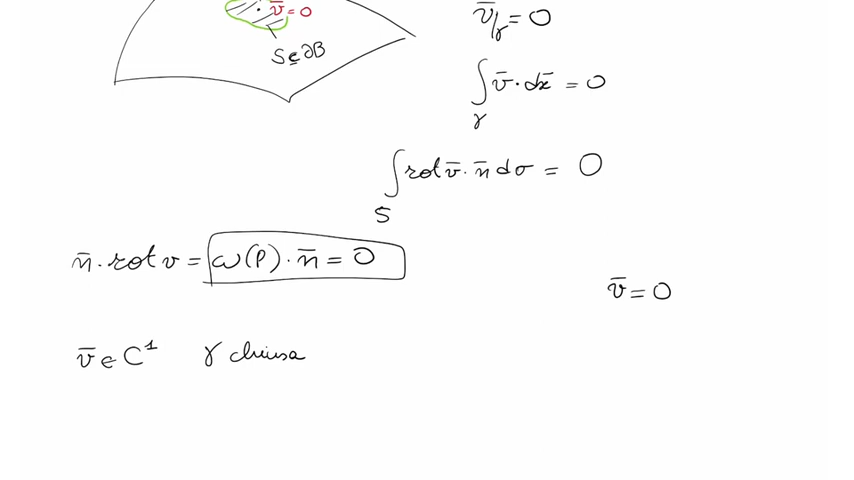 v̄ = 0
S ⊆ ∂B
v̄/γ = 0
∫γ v̄ · dx̄ = 0
∫S rot v̄ · n̄ dσ = 0
n̄ · rot v = ω(P) · n̄ = 0
v̄ = 0
v̄ ∈ C¹ γ chiusa